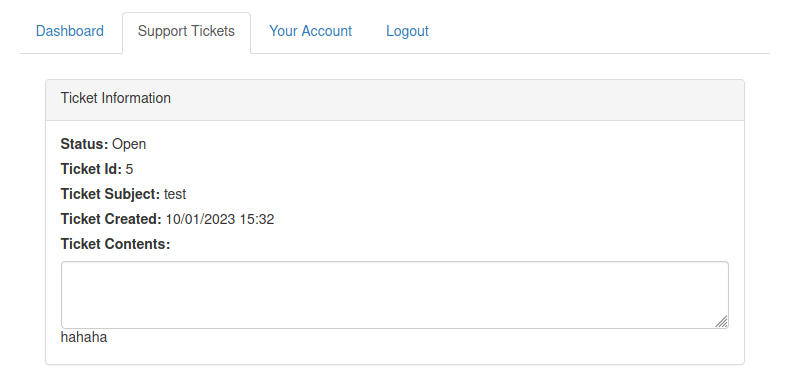 Dashboard Support Tickets Your Account Logout
Ticket Information
Status: Open
Ticket Id: 5
Ticket Subject: test
Ticket Created: 10/01/2023 15:32
Ticket Contents:
hahaha